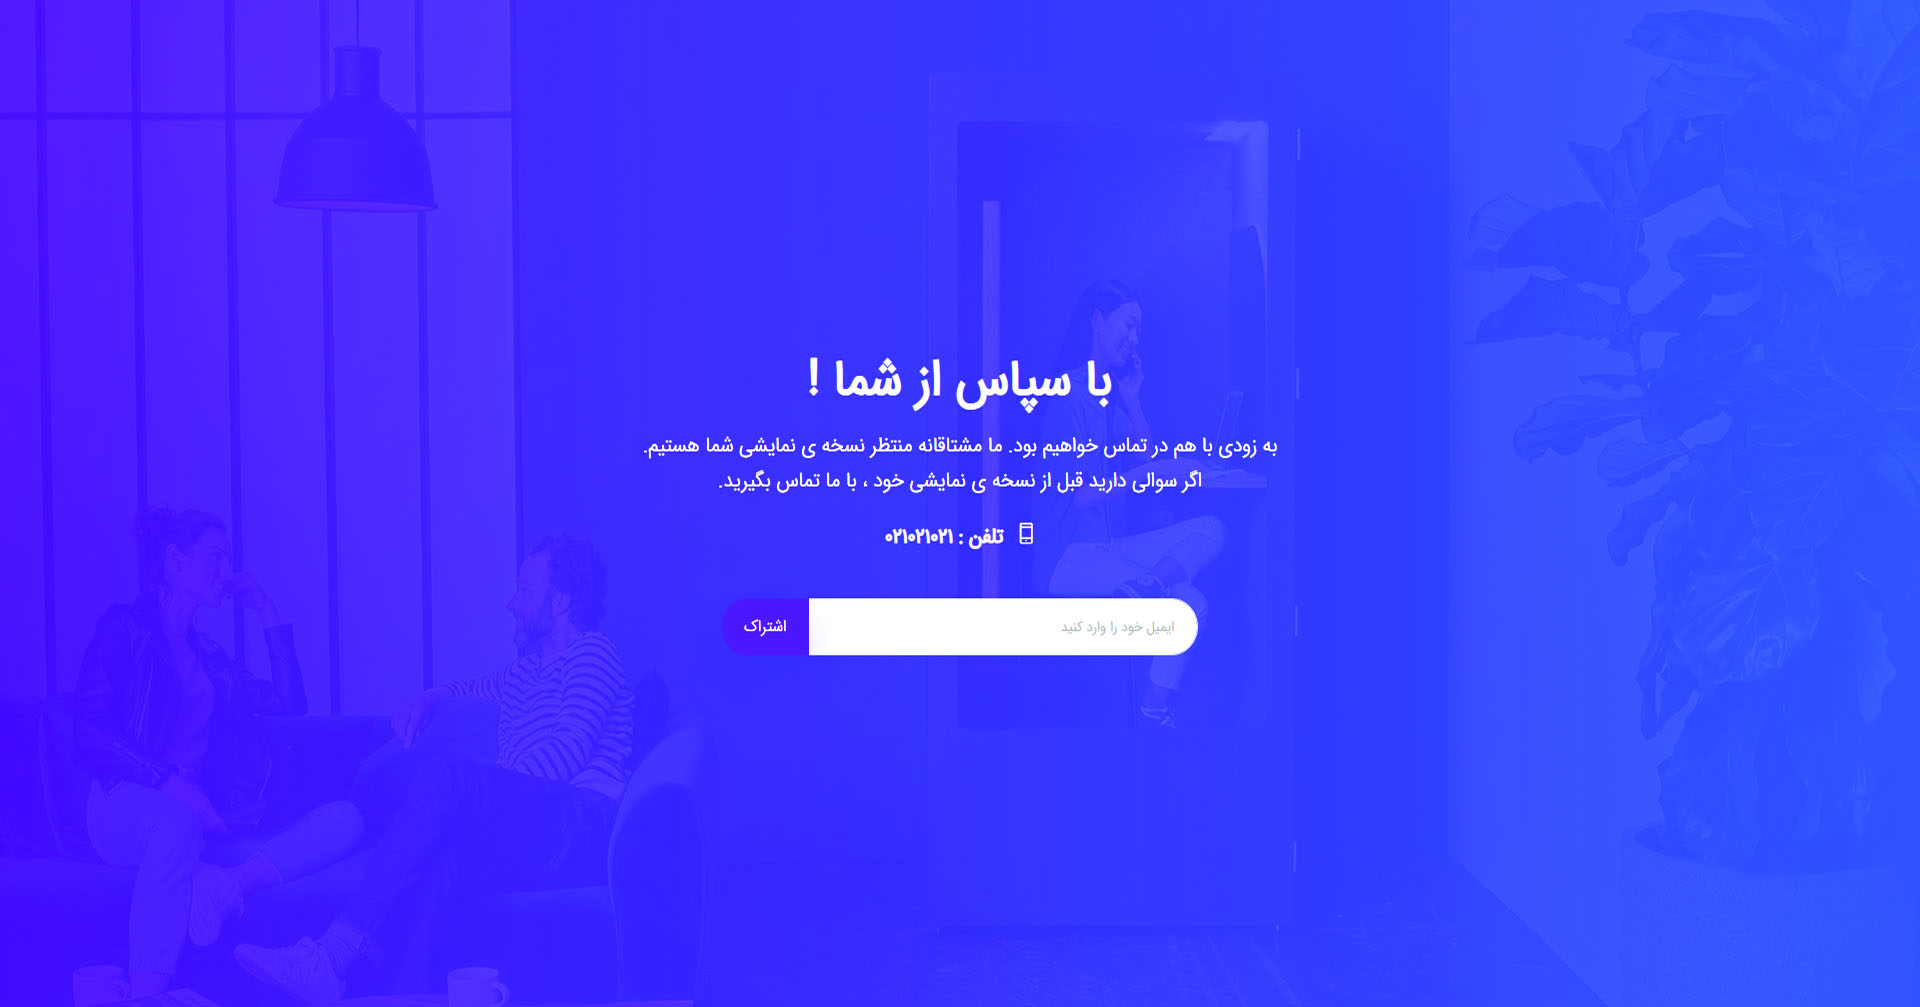 با سپاس از شما !
به زودی با هم در تماس خواهیم بود. ما مشتاقانه منتظر نسخه ی نمایشی شما هستیم.
اگر سوالی دارید قبل از نسخه ی نمایشی خود ، با ما تماس بگیرید.
تلفن : ۰۲۱۰۲۱۰۲۱
ایمیل خود را وارد کنید
اشتراک